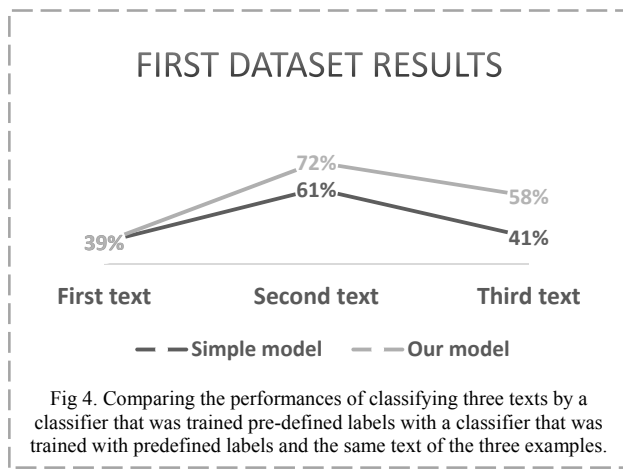 FIRST DATASET RESULTS
72%
61%
58%
39%
41%
First text Second text Third text
Simple model Our model
Fig 4. Comparing the performances of classifying three texts by a
classifier that was trained pre-defined labels with a classifier that was
trained with predefined labels and the same text of the three examples.